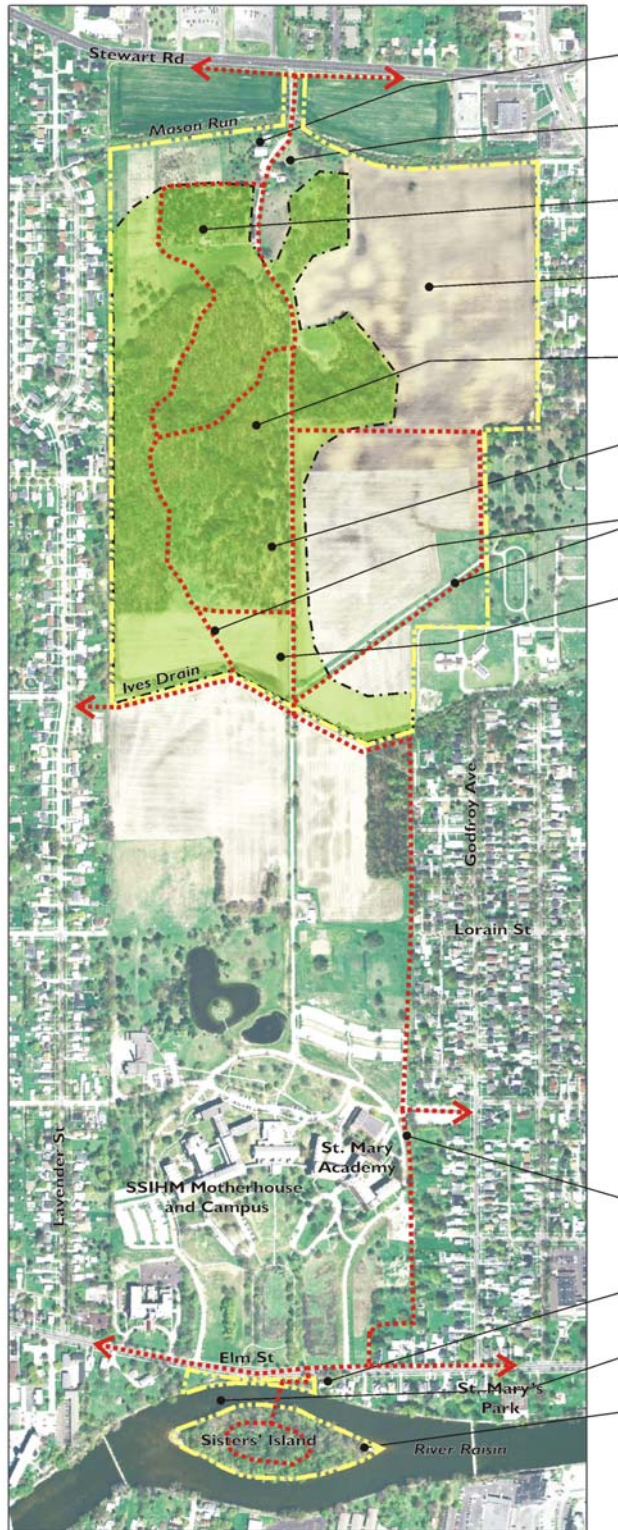 Stewart Rd
Mason Run
Ives Drain
Godfroy Ave
Lorain St
Lavender St
St. Mary
Academy
SSIHM Motherhouse
and Campus
Elm St
St. Mary's
Park
Sisters' Island
River Raisin